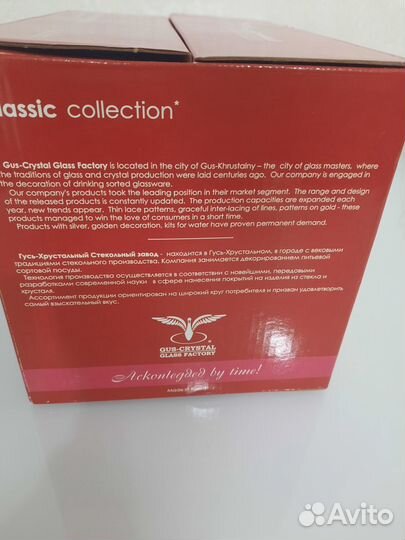 lassic collection*
Gus-Crystal Glass Factory is located in the city of Gus-Khrustainy – the city of glass masters, where
the traditions of glass and crystal production were laid centuries ago. Our company is engaged in
the decoration of drinking sorted glassware.
Our company's products took the leading position in their market segment. The range and design
of the released products is constantly updated. The production capacities are expanded each
year, new trends appear. Thin lace patterns, graceful inter-lacing of lines, patterns on gold - these
products managed to win the love of consumers in a short time.
Products with silver, golden decoration, kits for water have proven permanent demand.
Гусь-Хрустальный Стекольный завод - находится в Гусь-Хрустальном, в городе с вековыми
традициями стекольного производства. Компания занимается декорированием питьевой
сортовой посуды.
Технология производства осуществляется в соответствии с новейшими, передовыми
разработками современной науки в сфере нанесения покрытий на изделия из стекла и
хрусталя.
Ассортимент продукции ориентирован на широкий круг потребителя и призван удовлетворить
самый взыскательный вкус.
GUS-CRYSTAL
GLASS FACTORY
Ackontegded by time!
Made in
Avito